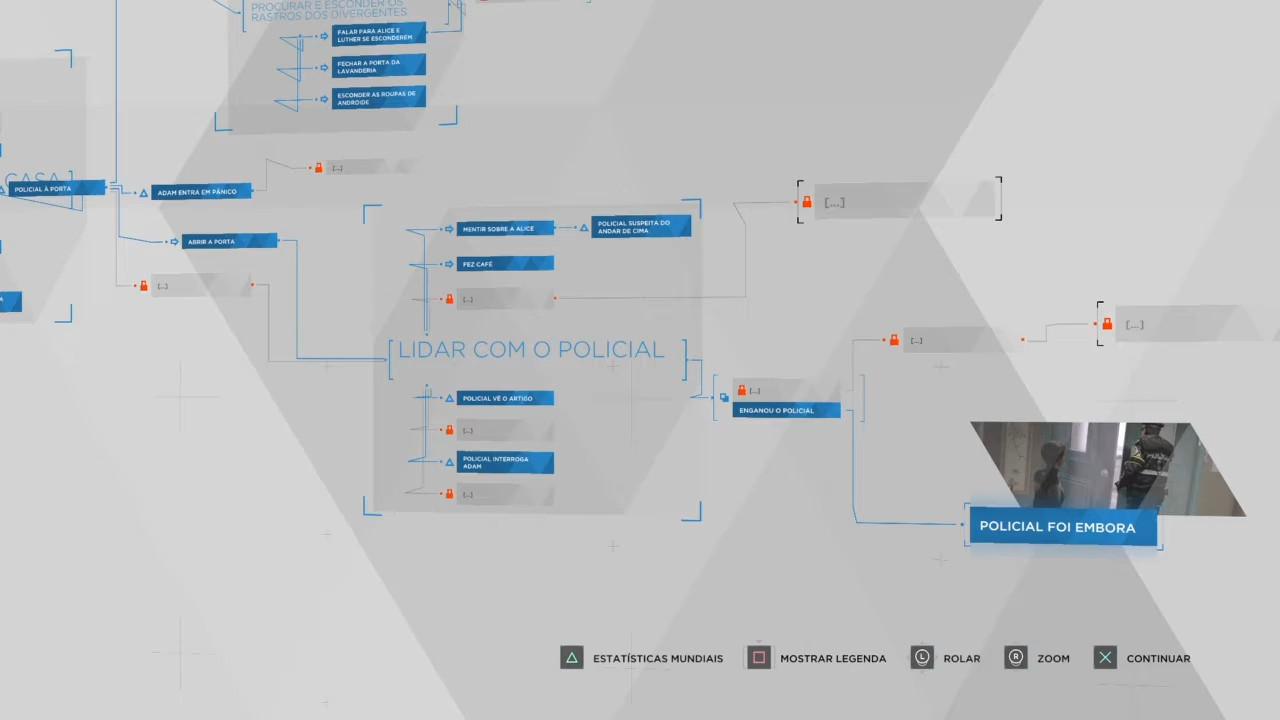 PROCURAR E ESCONDER OS
RASTROS DOS DIVERGENTES
FALAR PARA ALICE E
LUTHER SE ESCONDEREM
FECHAR A PORTA DA
LAVANDERIA
ESCONDER AS ROUPAS DE
ANDROIDE
[...]
CASA
POLICIAL À PORTA
ADAM ENTRA EM PÂNICO
ABRIR A PORTA
[...]
A
MENTIR SOBRE A ALICE
POLICIAL SUSPEITA DO
ANDAR DE CIMA
FEZ CAFÉ
[...]
[...]
LIDAR COM O POLICIAL
[...]
[...]
[...]
ENGANOU O POLICIAL
POLICIAL VÊ O ARTIGO
[...]
POLICIAL INTERROGA
ADAM
[...]
POLICIAL FOI EMBORA
ESTATÍSTICAS MUNDIAIS
MOSTRAR LEGENDA
L
ROLAR
R
ZOOM
CONTINUAR